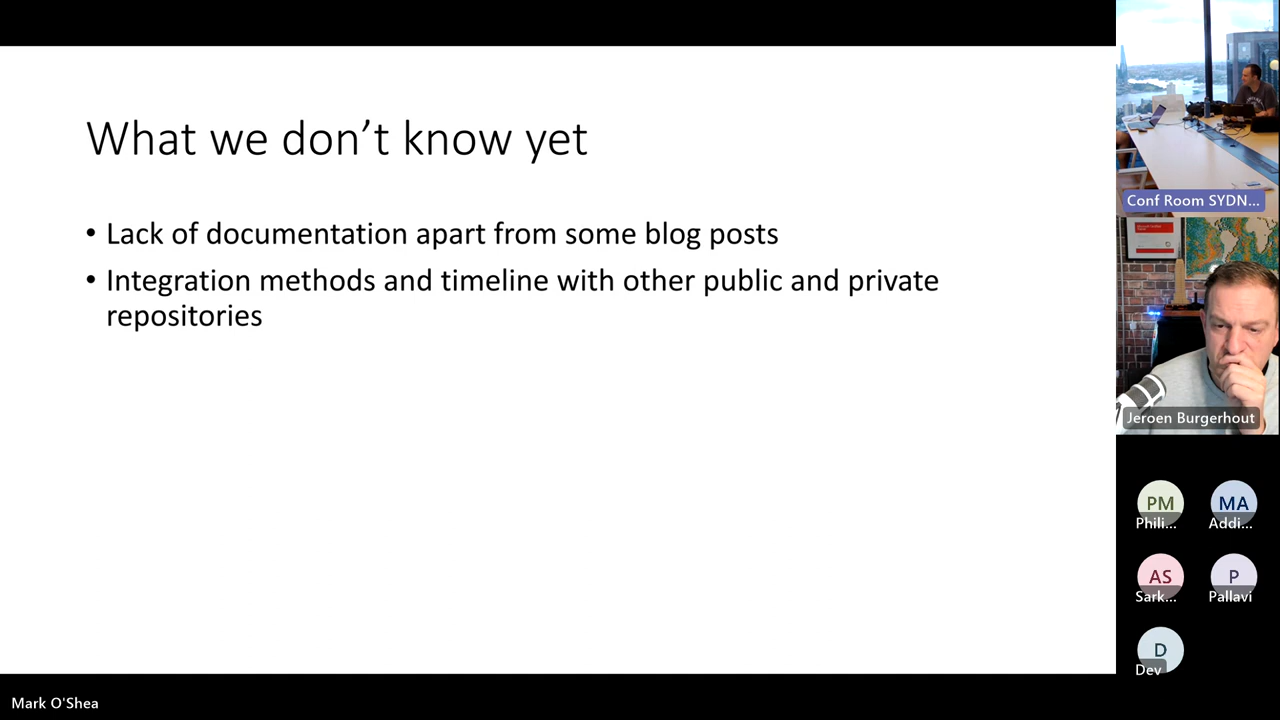 What we don't know yet
• Lack of documentation apart from some blog posts
• Integration methods and timeline with other public and private
repositories
Conf Room SYDN...
Jeroen Burgerhout
PM
Phili...
MA
Addi...
AS
Sark...
P
Pallavi
D
Dev
Mark O'Shea